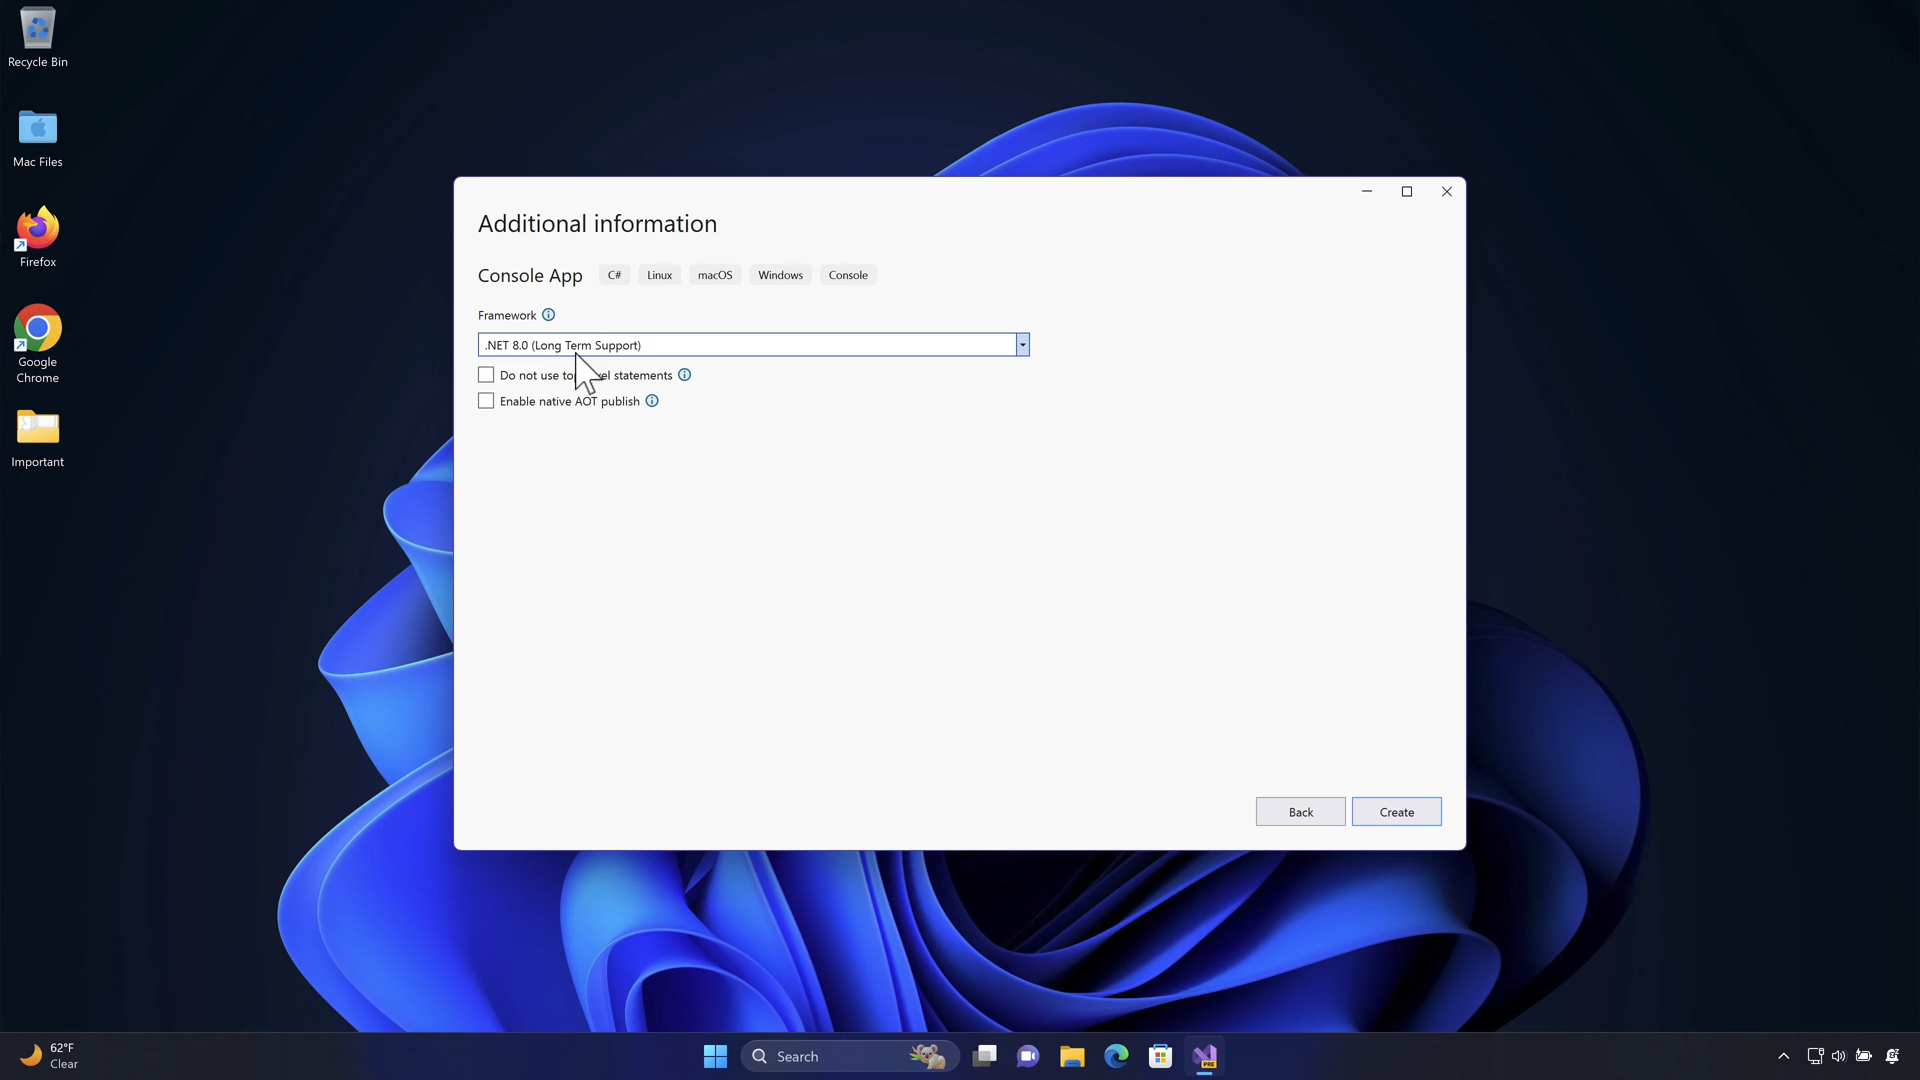 Recycle Bin
Mac Files
Firefox
Google
Chrome
Important
Additional information
Console App
C#
Linux
macOS
Windows
Console
Framework
.NET 8.0 (Long Term Support)
Do not use to el statements
Enable native AOT publish
Back
Create
62°F
Clear
Search
PRE